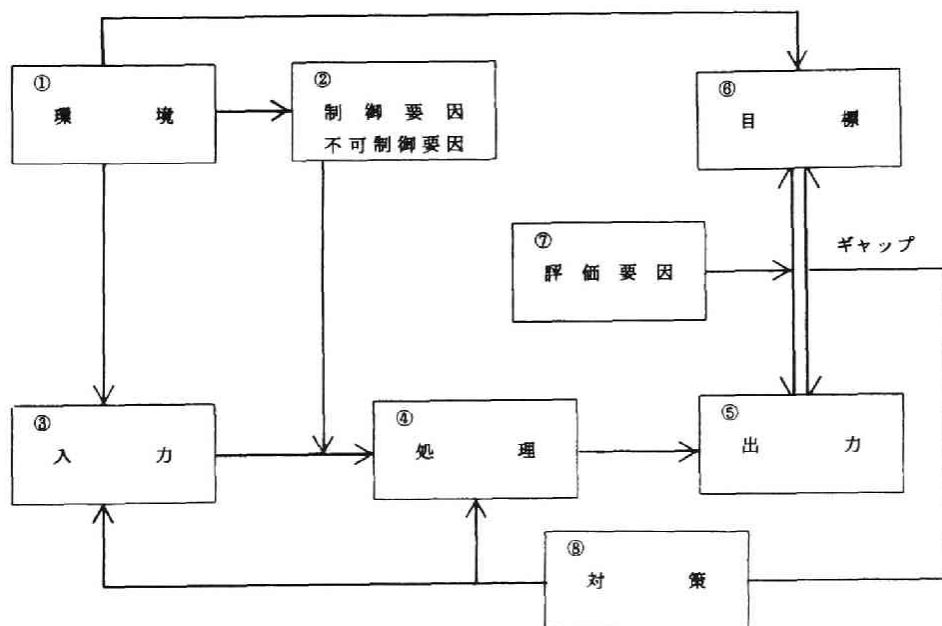 ①
環境
②
制御要因
不可制御要因
⑥
目標
⑦
評価要因
ギャップ
③
入力
④
処理
⑤
出力
⑧
対策